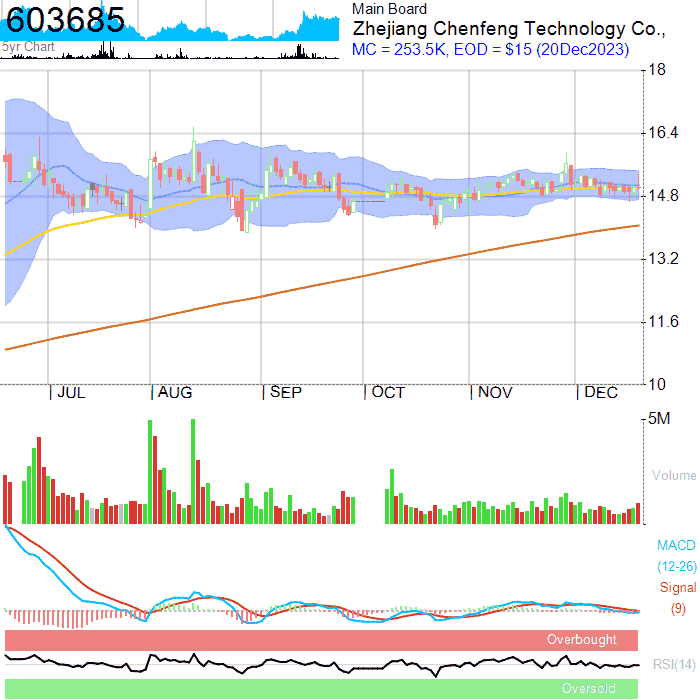 603685
5yr Chart
Main Board
Zhejiang Chenfeng Technology Co.,
MC = 253.5K, EOD = $15 (20Dec2023)
18
16.4
14.8
13.2
11.6
10
JUL
AUG
SEP
OCT
NOV
DEC
5M
Volume
MACD
(12-26)
Signal
(9)
Overbought
RSI(14)
Oversold